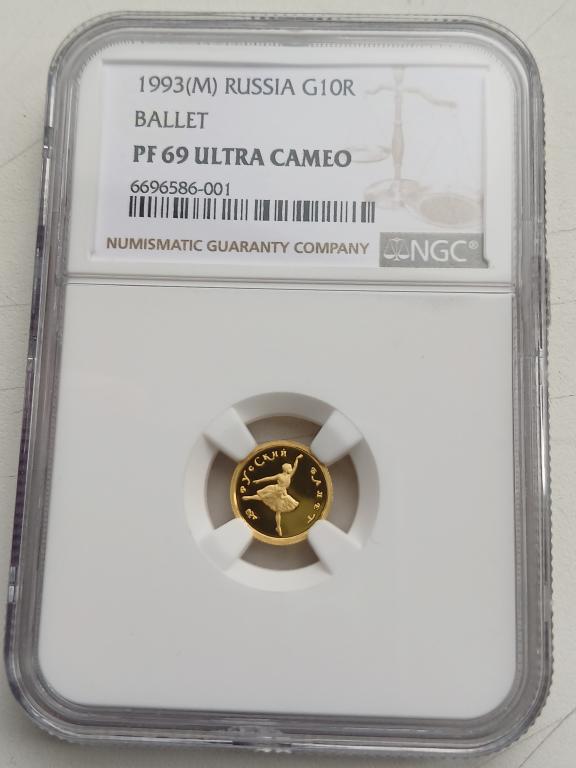 1993(M) RUSSIA G10R
BALLET
PF 69 ULTRA CAMEO
6696586-001
NUMISMATIC GUARANTY COMPANY
NGC®
РУССКИЙ БАЛЕТ